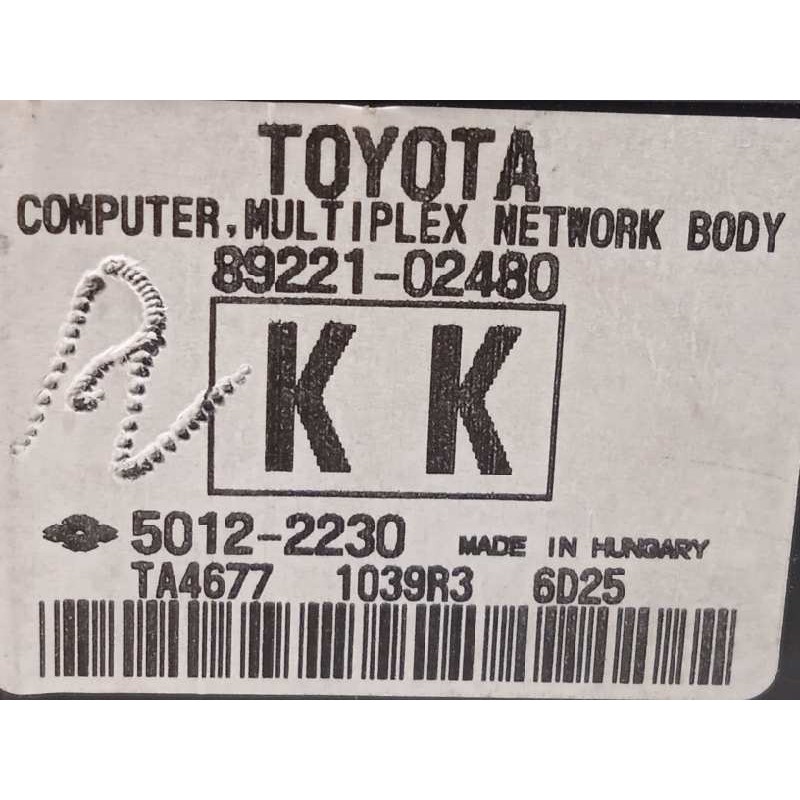 TOYOTA
COMPUTER, MULTIPLEX NETWORK BODY
89221-02480
KK
5012-2230 MADE IN HUNGARY
TA4677 1039R3 6D25